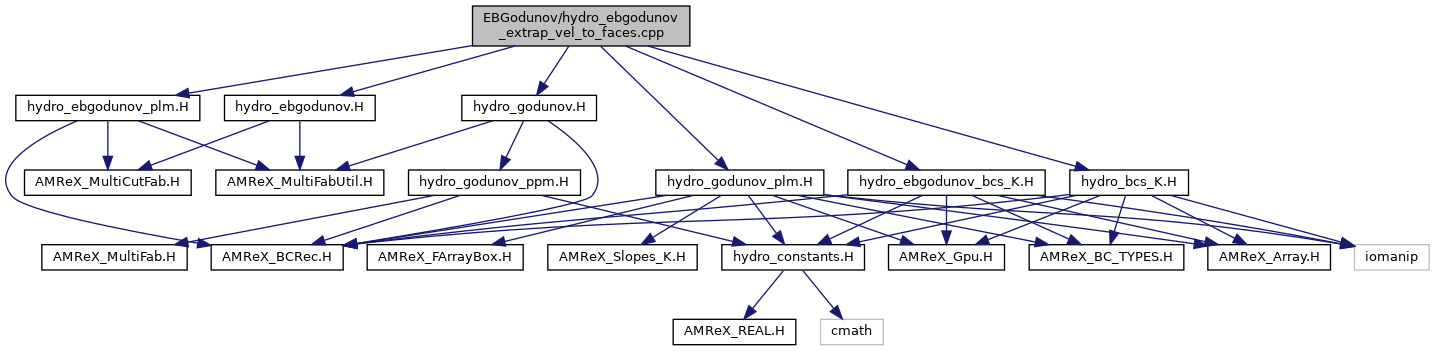 EBGodunov/hydro_ebgodunov
_extrap_vel_to_faces.cpp
hydro_ebgodunov_plm.H
hydro_ebgodunov.H
hydro_godunov.H
AMReX_MultiCutFab.H
AMReX_MultiFabUtil.H
hydro_godunov_ppm.H
hydro_godunov_plm.H
hydro_ebgodunov_bcs_K.H
hydro_bcs_K.H
AMReX_MultiFab.H
AMReX_BCRec.H
AMReX_FArrayBox.H
AMReX_Slopes_K.H
hydro_constants.H
AMReX_Gpu.H
AMReX_BC_TYPES.H
AMReX_Array.H
iomanip
AMReX_REAL.H
cmath